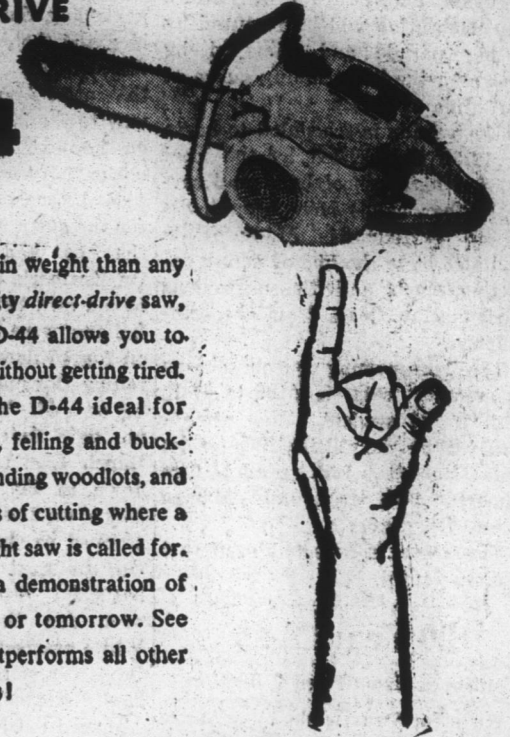 RIVE
in weight than any
ty direct-drive saw,
D-44 allows you to
ithout getting tired.
he D-44 ideal for
, felling and buck-
nding woodlots, and
s of cutting where a
ht saw is called for.
a demonstration of
or tomorrow. See
tperforms all other
!